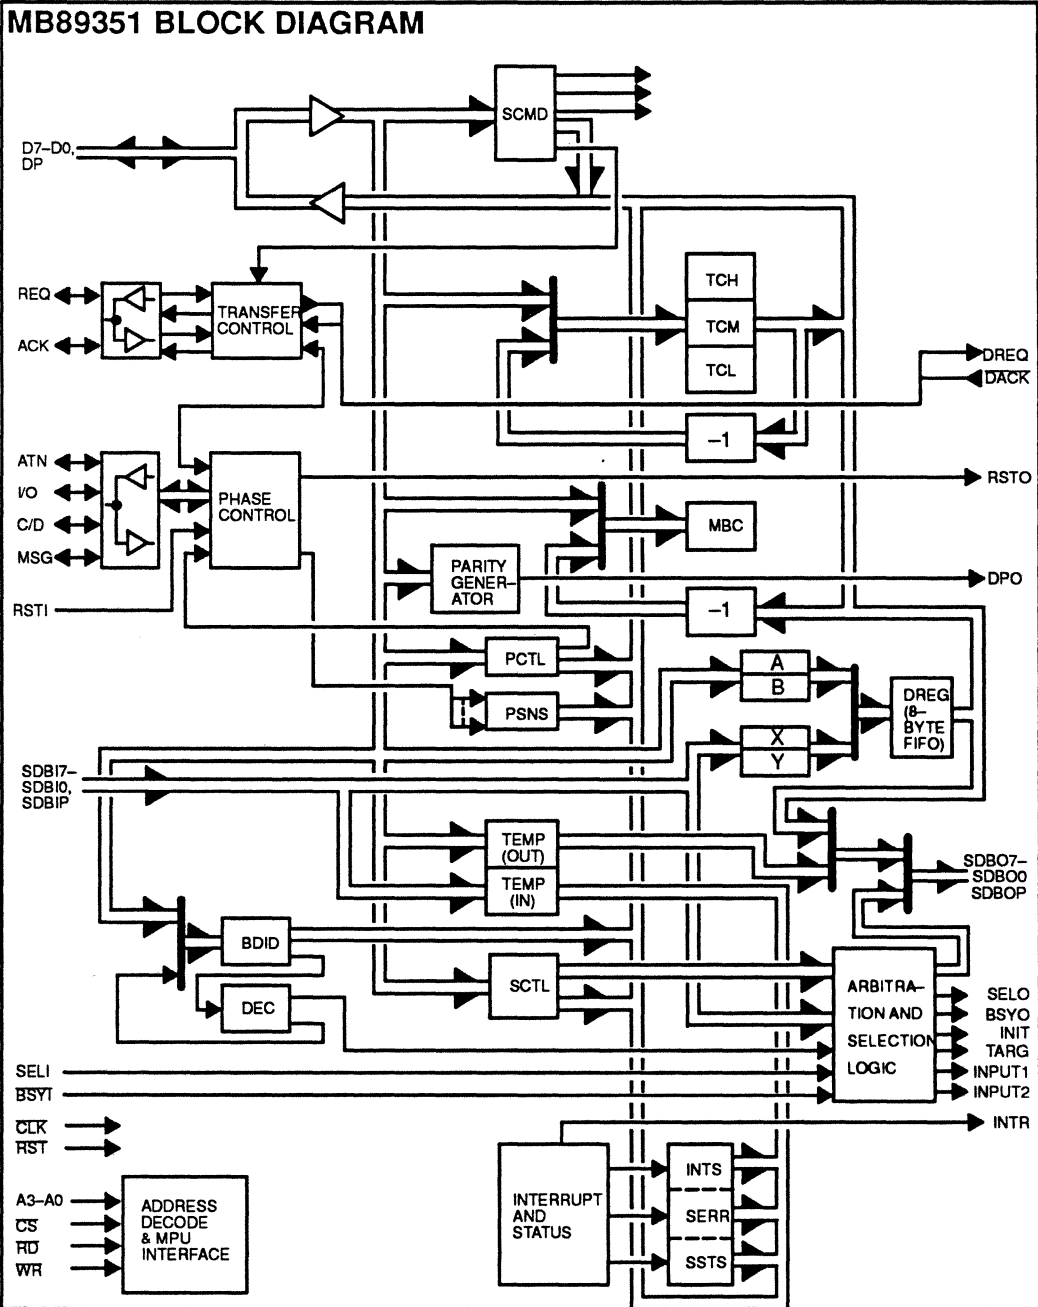 MB89351 BLOCK DIAGRAM
SCMD
D7–D0,
DP
TCH
TCM
TCL
REQ
ACK
TRANSFER
CONTROL
DREQ
DACK
–1
ATN
I/O
C/D
MSG
PHASE
CONTROL
RSTO
MBC
PARITY
GENER–
ATOR
DPO
RSTI
–1
PCTL
PSNS
A
B
X
Y
DREG
(8–
BYTE
FIFO)
SDBI7–
SDBI0,
SDBIP
TEMP
(OUT)
TEMP
(IN)
SDBO7–
SDBO0
SDBOP
BDID
DEC
SCTL
ARBITRA–
TION AND
SELECTION
LOGIC
SELO
BSYO
INIT
TARG
INPUT1
INPUT2
SELI
BSYI
CLK
RST
INTR
A3–A0
CS
RD
WR
ADDRESS
DECODE
& MPU
INTERFACE
INTERRUPT
AND
STATUS
INTS
SERR
SSTS